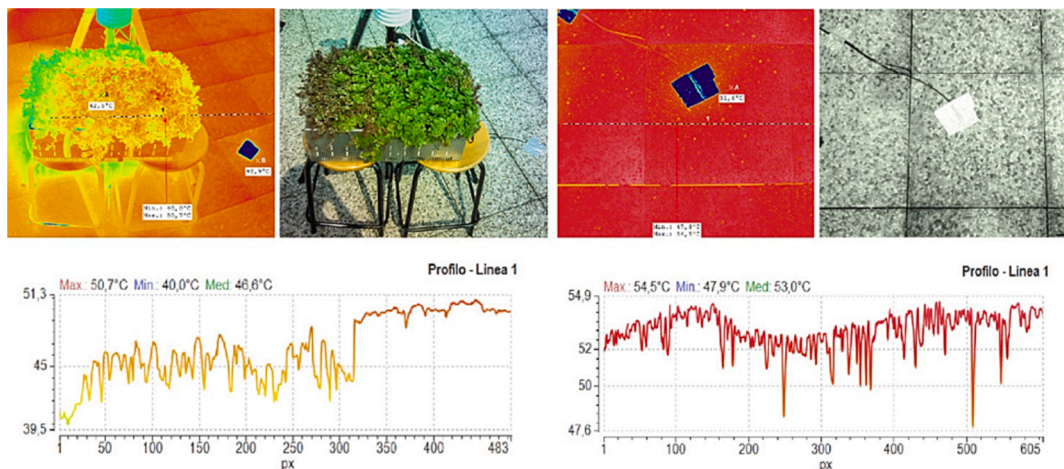 Profilo - Linea 1
Max.: 50,7°C Min.: 40,0°C Med: 46,6°C
51,3
45
39,5
1 50 100 150 200 250 300 350 400 483
px
Profilo - Linea 1
Max.: 54,5°C Min.: 47,9°C Med: 53,0°C
54,9
52
50
47,6
1 100 200 300 400 500 605
px